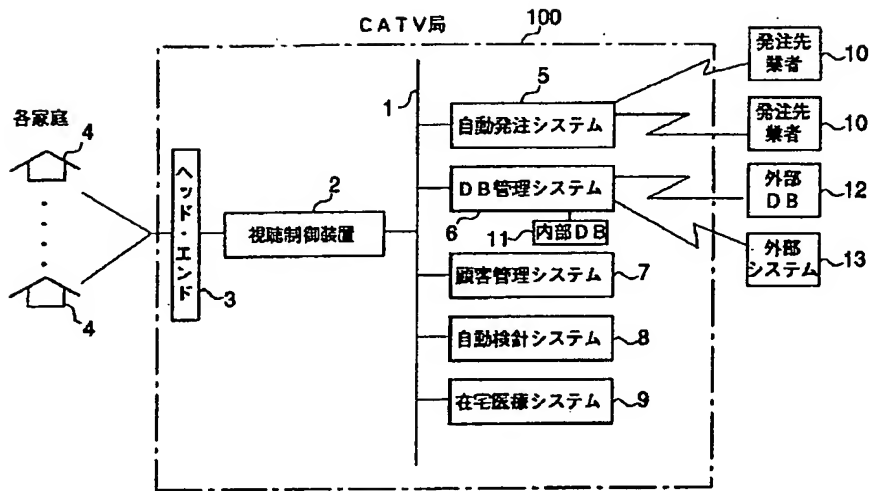 CATV局
100
各家庭
4
4
ヘッド・エンド
3
2
視聴制御装置
1
5
自動発注システム
DB管理システム
6
11
内部DB
顧客管理システム
7
自動検針システム
8
在宅医療システム
9
発注先
業者
10
発注先
業者
10
外部
DB
12
外部
システム
13